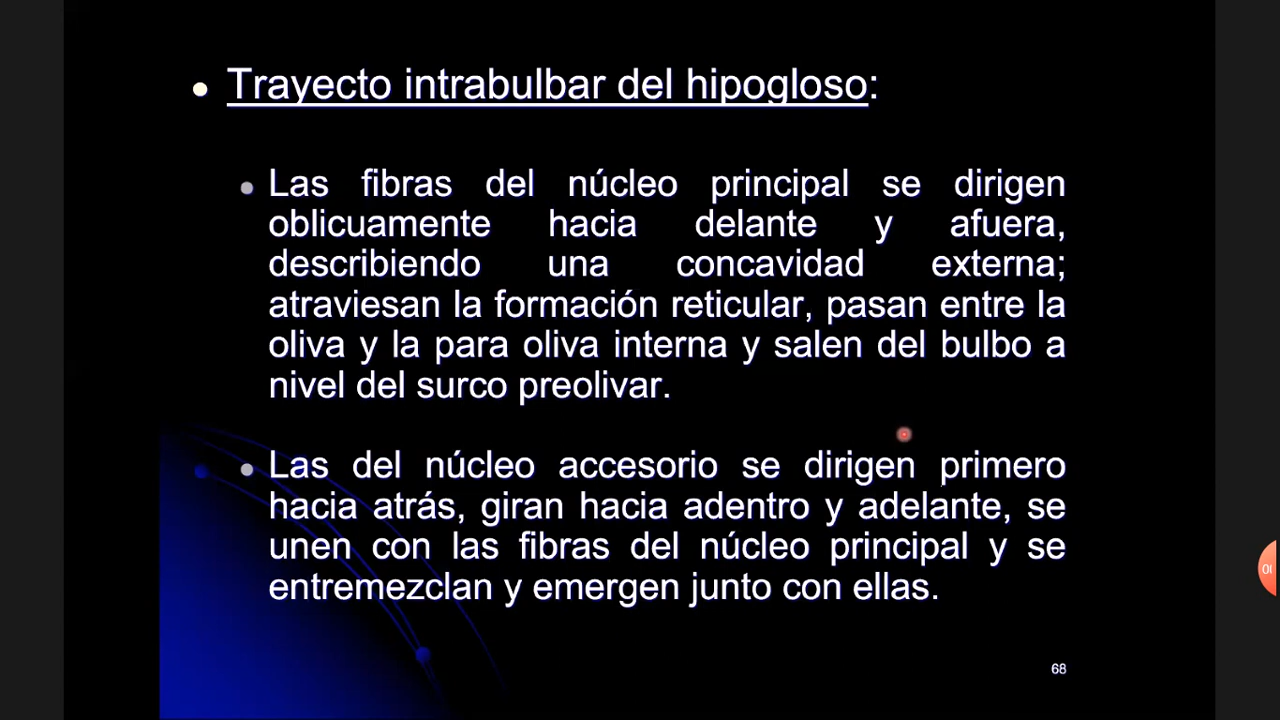 Trayecto intrabulbar del hipogloso:
Las fibras del núcleo principal se dirigen
oblicuamente hacia delante y afuera,
describiendo una concavidad externa;
atraviesan la formación reticular, pasan entre la
oliva y la para oliva interna y salen del bulbo a
nivel del surco preolivar.
Las del núcleo accesorio se dirigen primero
hacia atrás, giran hacia adentro y adelante, se
unen con las fibras del núcleo principal y se
entremezclan y emergen junto con ellas.
68